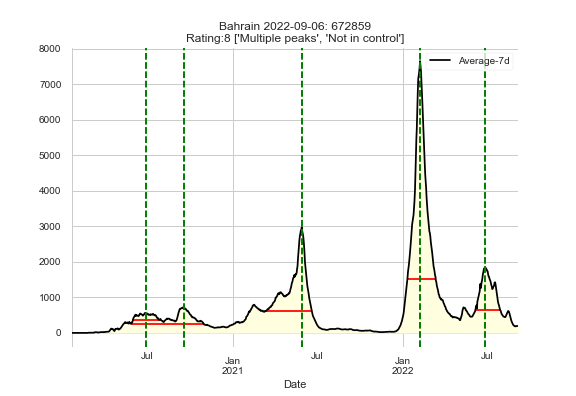 Bahrain 2022-09-06: 672859
Rating:8 ['Multiple peaks', 'Not in control']
8000
7000
6000
5000
4000
3000
2000
1000
0
Average-7d
Jul
Jan
2021
Jul
Jan
2022
Jul
Date